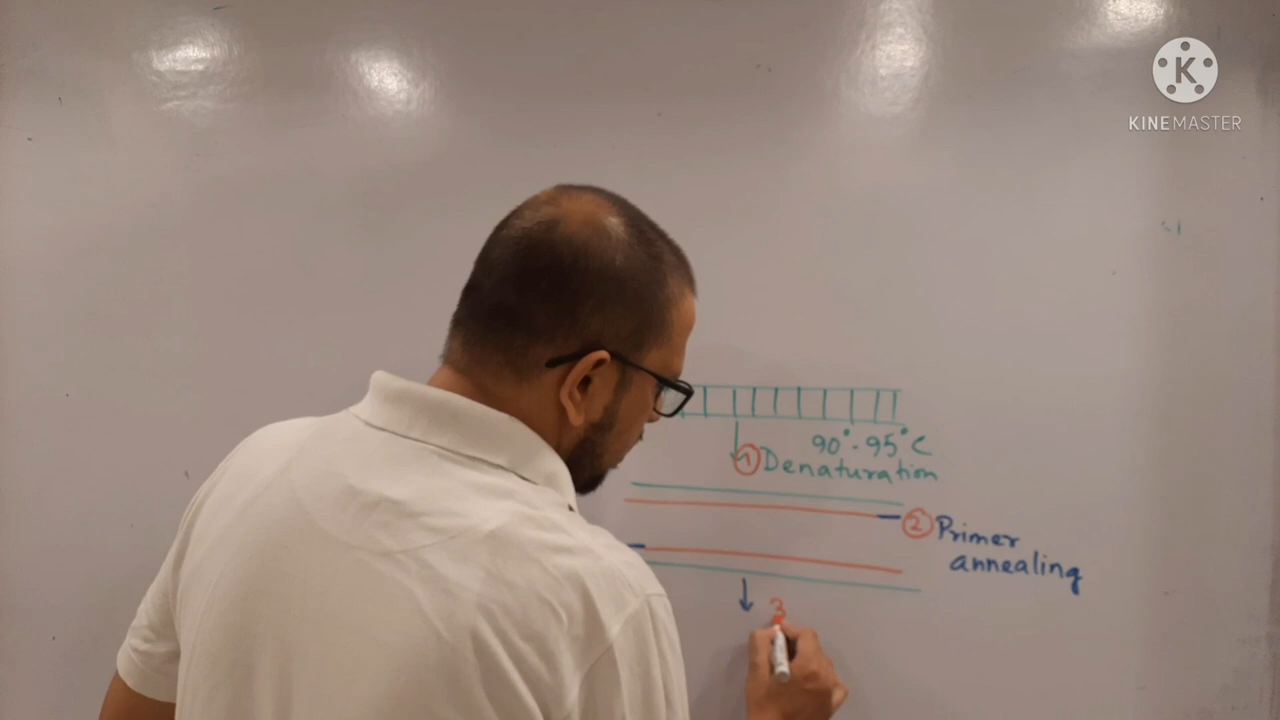 KINEMASTER
90°-95°C
① Denaturation
② Primer
annealing
3